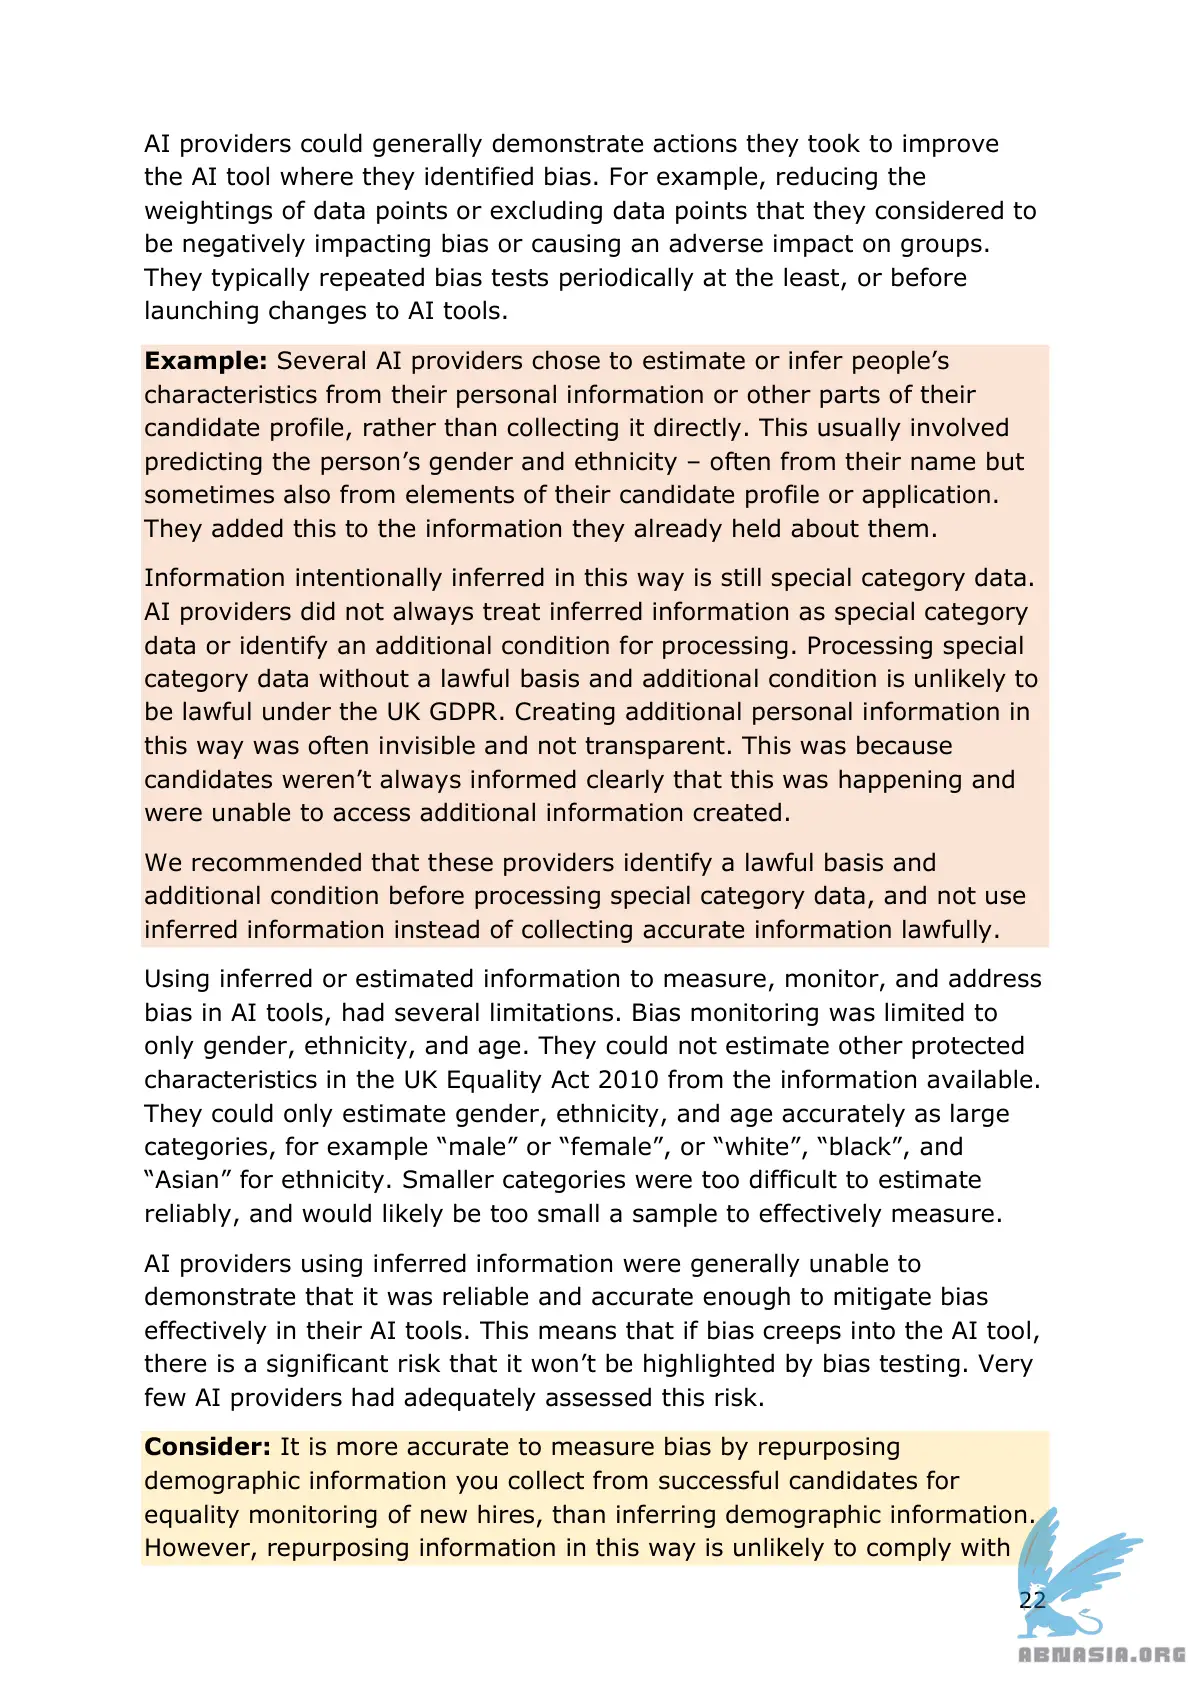 AI providers could generally demonstrate actions they took to improve
the AI tool where they identified bias. For example, reducing the
weightings of data points or excluding data points that they considered to
be negatively impacting bias or causing an adverse impact on groups.
They typically repeated bias tests periodically at the least, or before
launching changes to AI tools.
Example: Several AI providers chose to estimate or infer people’s
characteristics from their personal information or other parts of their
candidate profile, rather than collecting it directly. This usually involved
predicting the person’s gender and ethnicity – often from their name but
sometimes also from elements of their candidate profile or application.
They added this to the information they already held about them.
Information intentionally inferred in this way is still special category data.
AI providers did not always treat inferred information as special category
data or identify an additional condition for processing. Processing special
category data without a lawful basis and additional condition is unlikely to
be lawful under the UK GDPR. Creating additional personal information in
this way was often invisible and not transparent. This was because
candidates weren’t always informed clearly that this was happening and
were unable to access additional information created.
We recommended that these providers identify a lawful basis and
additional condition before processing special category data, and not use
inferred information instead of collecting accurate information lawfully.
Using inferred or estimated information to measure, monitor, and address
bias in AI tools, had several limitations. Bias monitoring was limited to
only gender, ethnicity, and age. They could not estimate other protected
characteristics in the UK Equality Act 2010 from the information available.
They could only estimate gender, ethnicity, and age accurately as large
categories, for example “male” or “female”, or “white”, “black”, and
“Asian” for ethnicity. Smaller categories were too difficult to estimate
reliably, and would likely be too small a sample to effectively measure.
AI providers using inferred information were generally unable to
demonstrate that it was reliable and accurate enough to mitigate bias
effectively in their AI tools. This means that if bias creeps into the AI tool,
there is a significant risk that it won’t be highlighted by bias testing. Very
few AI providers had adequately assessed this risk.
Consider: It is more accurate to measure bias by repurposing
demographic information you collect from successful candidates for
equality monitoring of new hires, than inferring demographic information.
However, repurposing information in this way is unlikely to comply with
22
ABNASIA.ORG